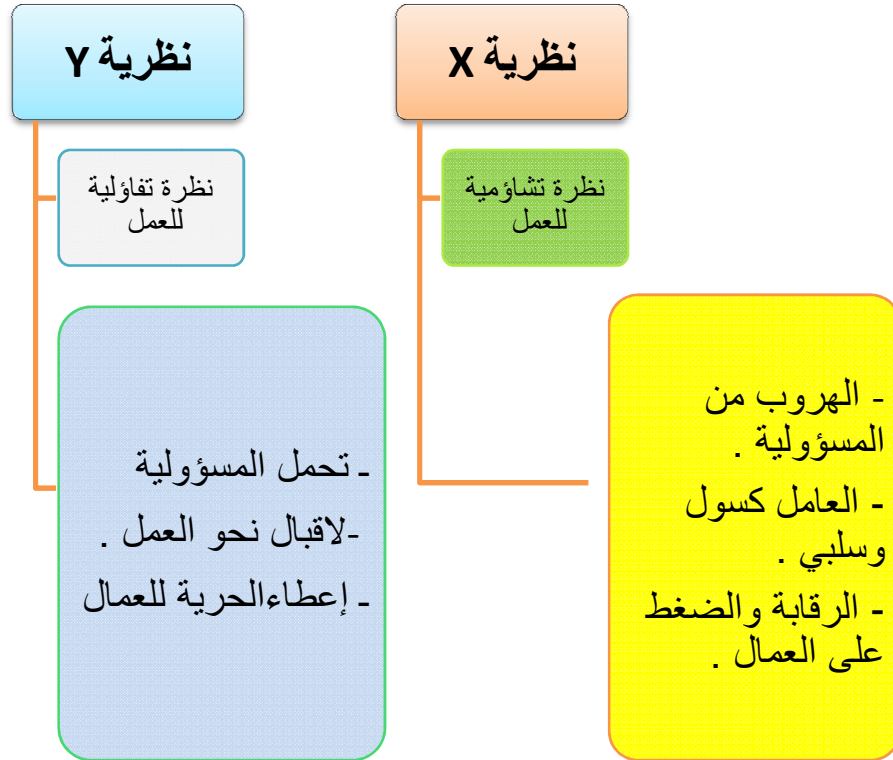 نظرية X
نظرة تشاؤمية
للعمل
- الهروب من
المسؤولية .
- العامل كسول
وسلبي .
- الرقابة والضغط
على العمال .
نظرية Y
نظرة تفاؤلية
للعمل
- تحمل المسؤولية
-لاقبال نحو العمل .
- إعطاءالحرية للعمال